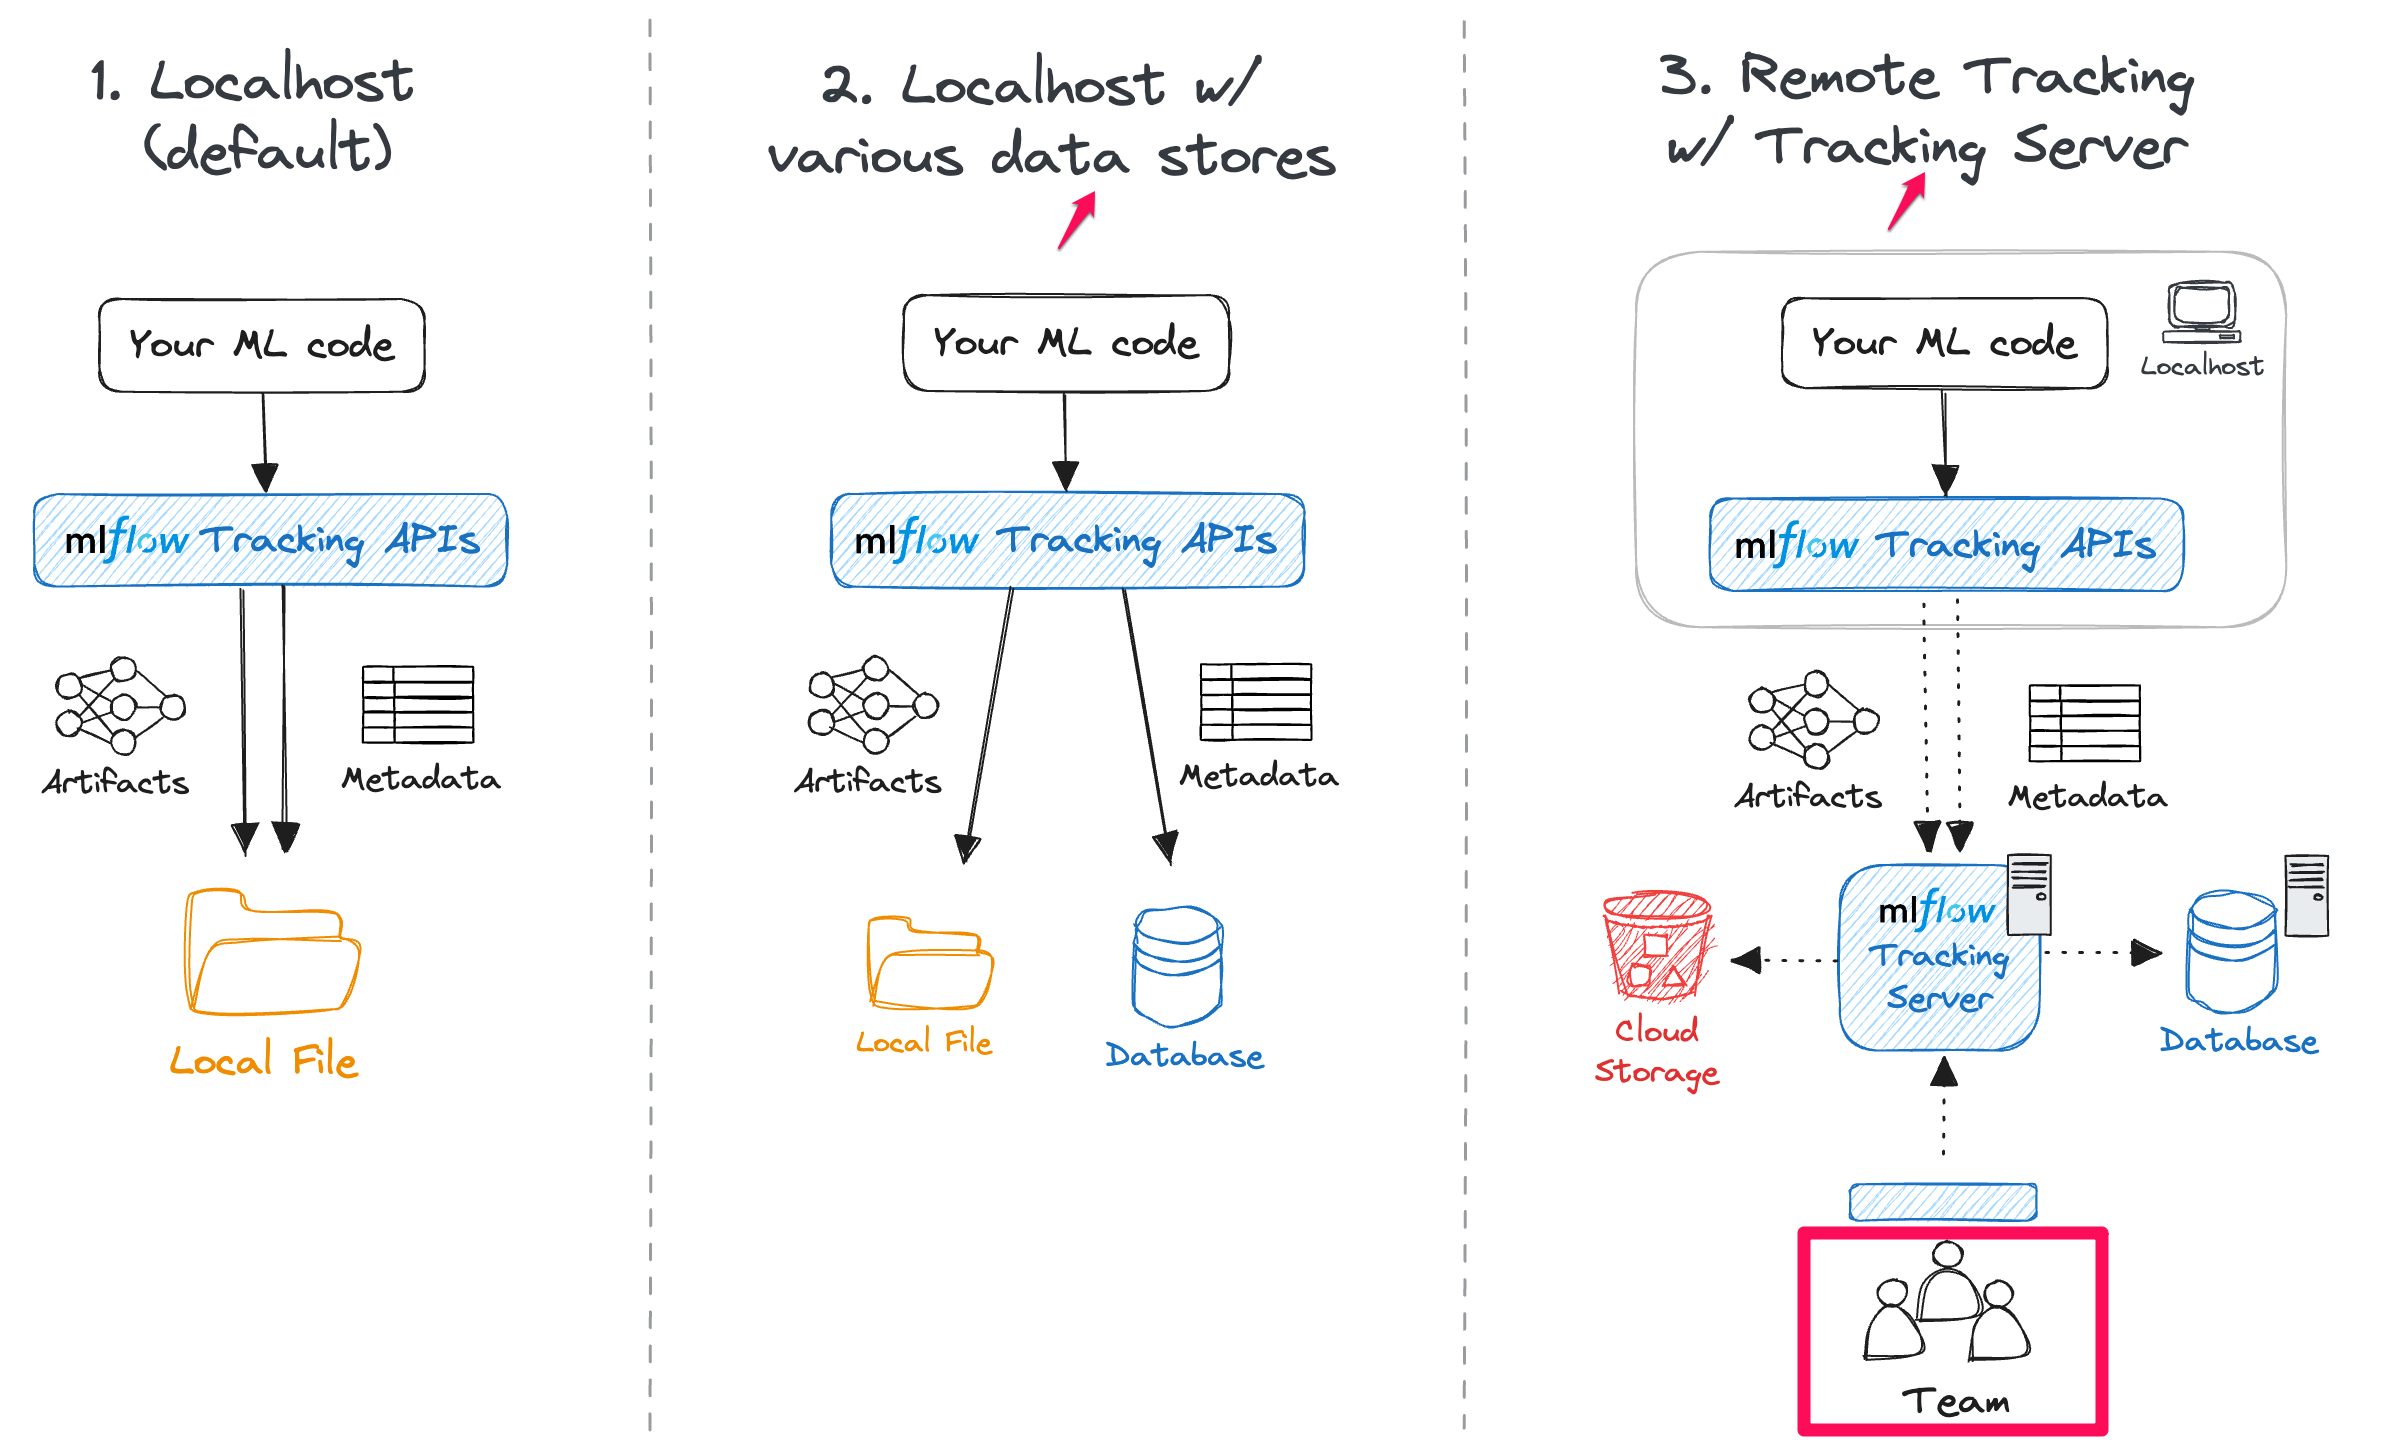 1. Localhost
(default)
Your ML code
mlflow Tracking APIs
Artifacts
Metadata
Local File
2. Localhost w/
various data stores
Your ML code
mlflow Tracking APIs
Artifacts
Metadata
Local File
Database
3. Remote Tracking
w/ Tracking Server
Your ML code
Localhost
mlflow Tracking APIs
Artifacts
Metadata
mlflow
Tracking
Server
Cloud
Storage
Database
Team